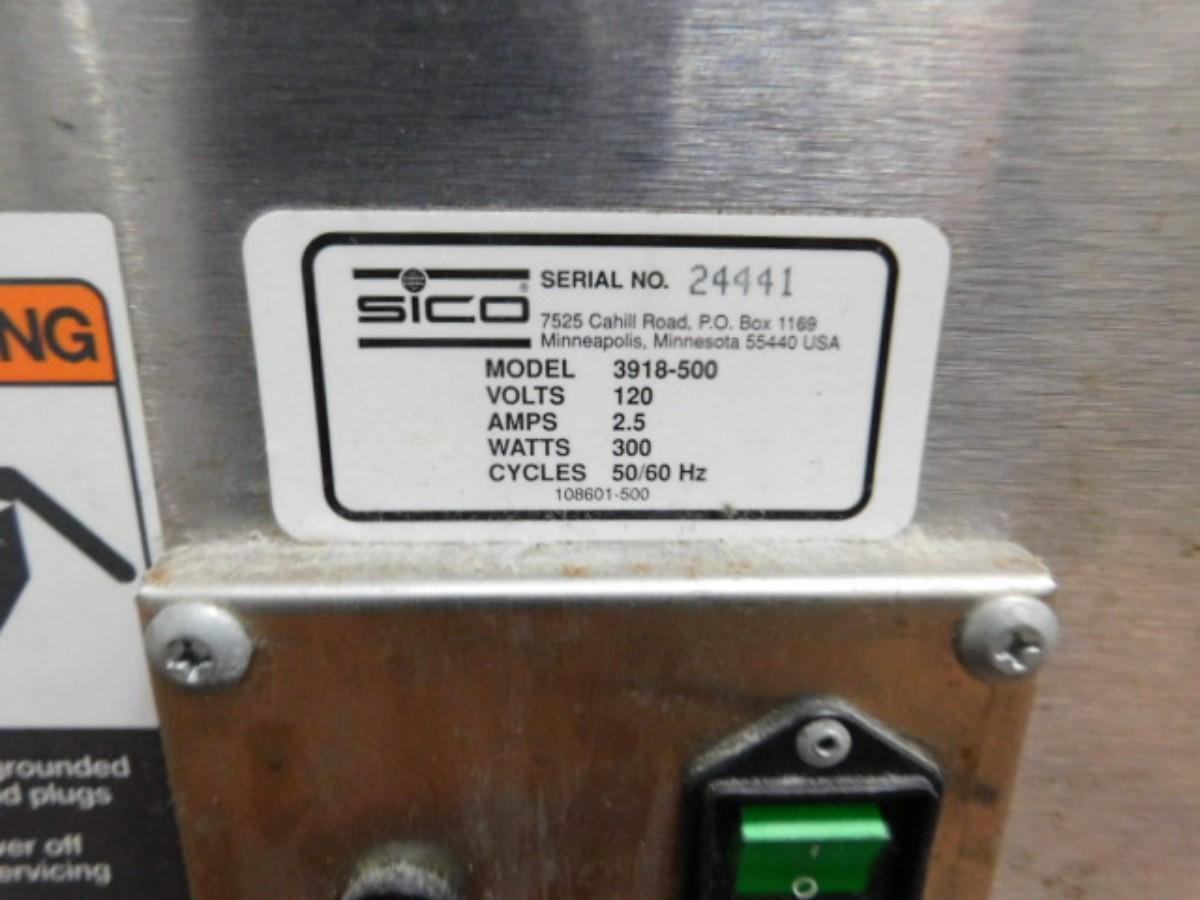 SICO® SERIAL NO. 24441
7525 Cahill Road, P.O. Box 1169
Minneapolis, Minnesota 55440 USA
MODEL 3918-500
VOLTS 120
AMPS 2.5
WATTS 300
CYCLES 50/60 Hz
108601-500
NG
grounded
d plugs
er off
ervicing